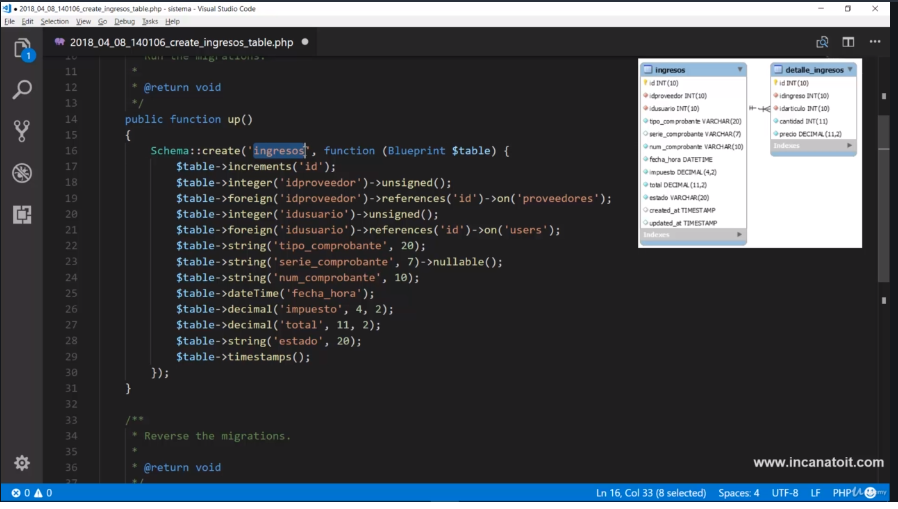 2018_04_08_140106_create_ingresos_table.php - sistema - Visual Studio Code
File Edit Selection View Go Debug Tasks Help
2018_04_08_140106_create_ingresos_table.php
10 * Run the migrations.
11 *
12 * @return void
13 */
14 public function up()
15 {
16 Schema::create('ingresos', function (Blueprint $table) {
17 $table->increments('id');
18 $table->integer('idproveedor')->unsigned();
19 $table->foreign('idproveedor')->references('id')->on('proveedores');
20 $table->integer('idusuario')->unsigned();
21 $table->foreign('idusuario')->references('id')->on('users');
22 $table->string('tipo_comprobante', 20);
23 $table->string('serie_comprobante', 7)->nullable();
24 $table->string('num_comprobante', 10);
25 $table->dateTime('fecha_hora');
26 $table->decimal('impuesto', 4, 2);
27 $table->decimal('total', 11, 2);
28 $table->string('estado', 20);
29 $table->timestamps();
30 });
31 }
32
33 /**
34 * Reverse the migrations.
35 *
36 * @return void
37 */
ingresos
id INT(10)
idproveedor INT(10)
idusuario INT(10)
tipo_comprobante VARCHAR(20)
serie_comprobante VARCHAR(7)
num_comprobante VARCHAR(10)
fecha_hora DATETIME
impuesto DECIMAL(4,2)
total DECIMAL(11,2)
estado VARCHAR(20)
created_at TIMESTAMP
updated_at TIMESTAMP
Indexes
detalle_ingresos
id INT(10)
idingreso INT(10)
idarticulo INT(10)
cantidad INT(11)
precio DECIMAL(11,2)
Indexes
1
www.incanatoit.com
0 0 Ln 16, Col 33 (8 selected) Spaces: 4 UTF-8 LF PHP